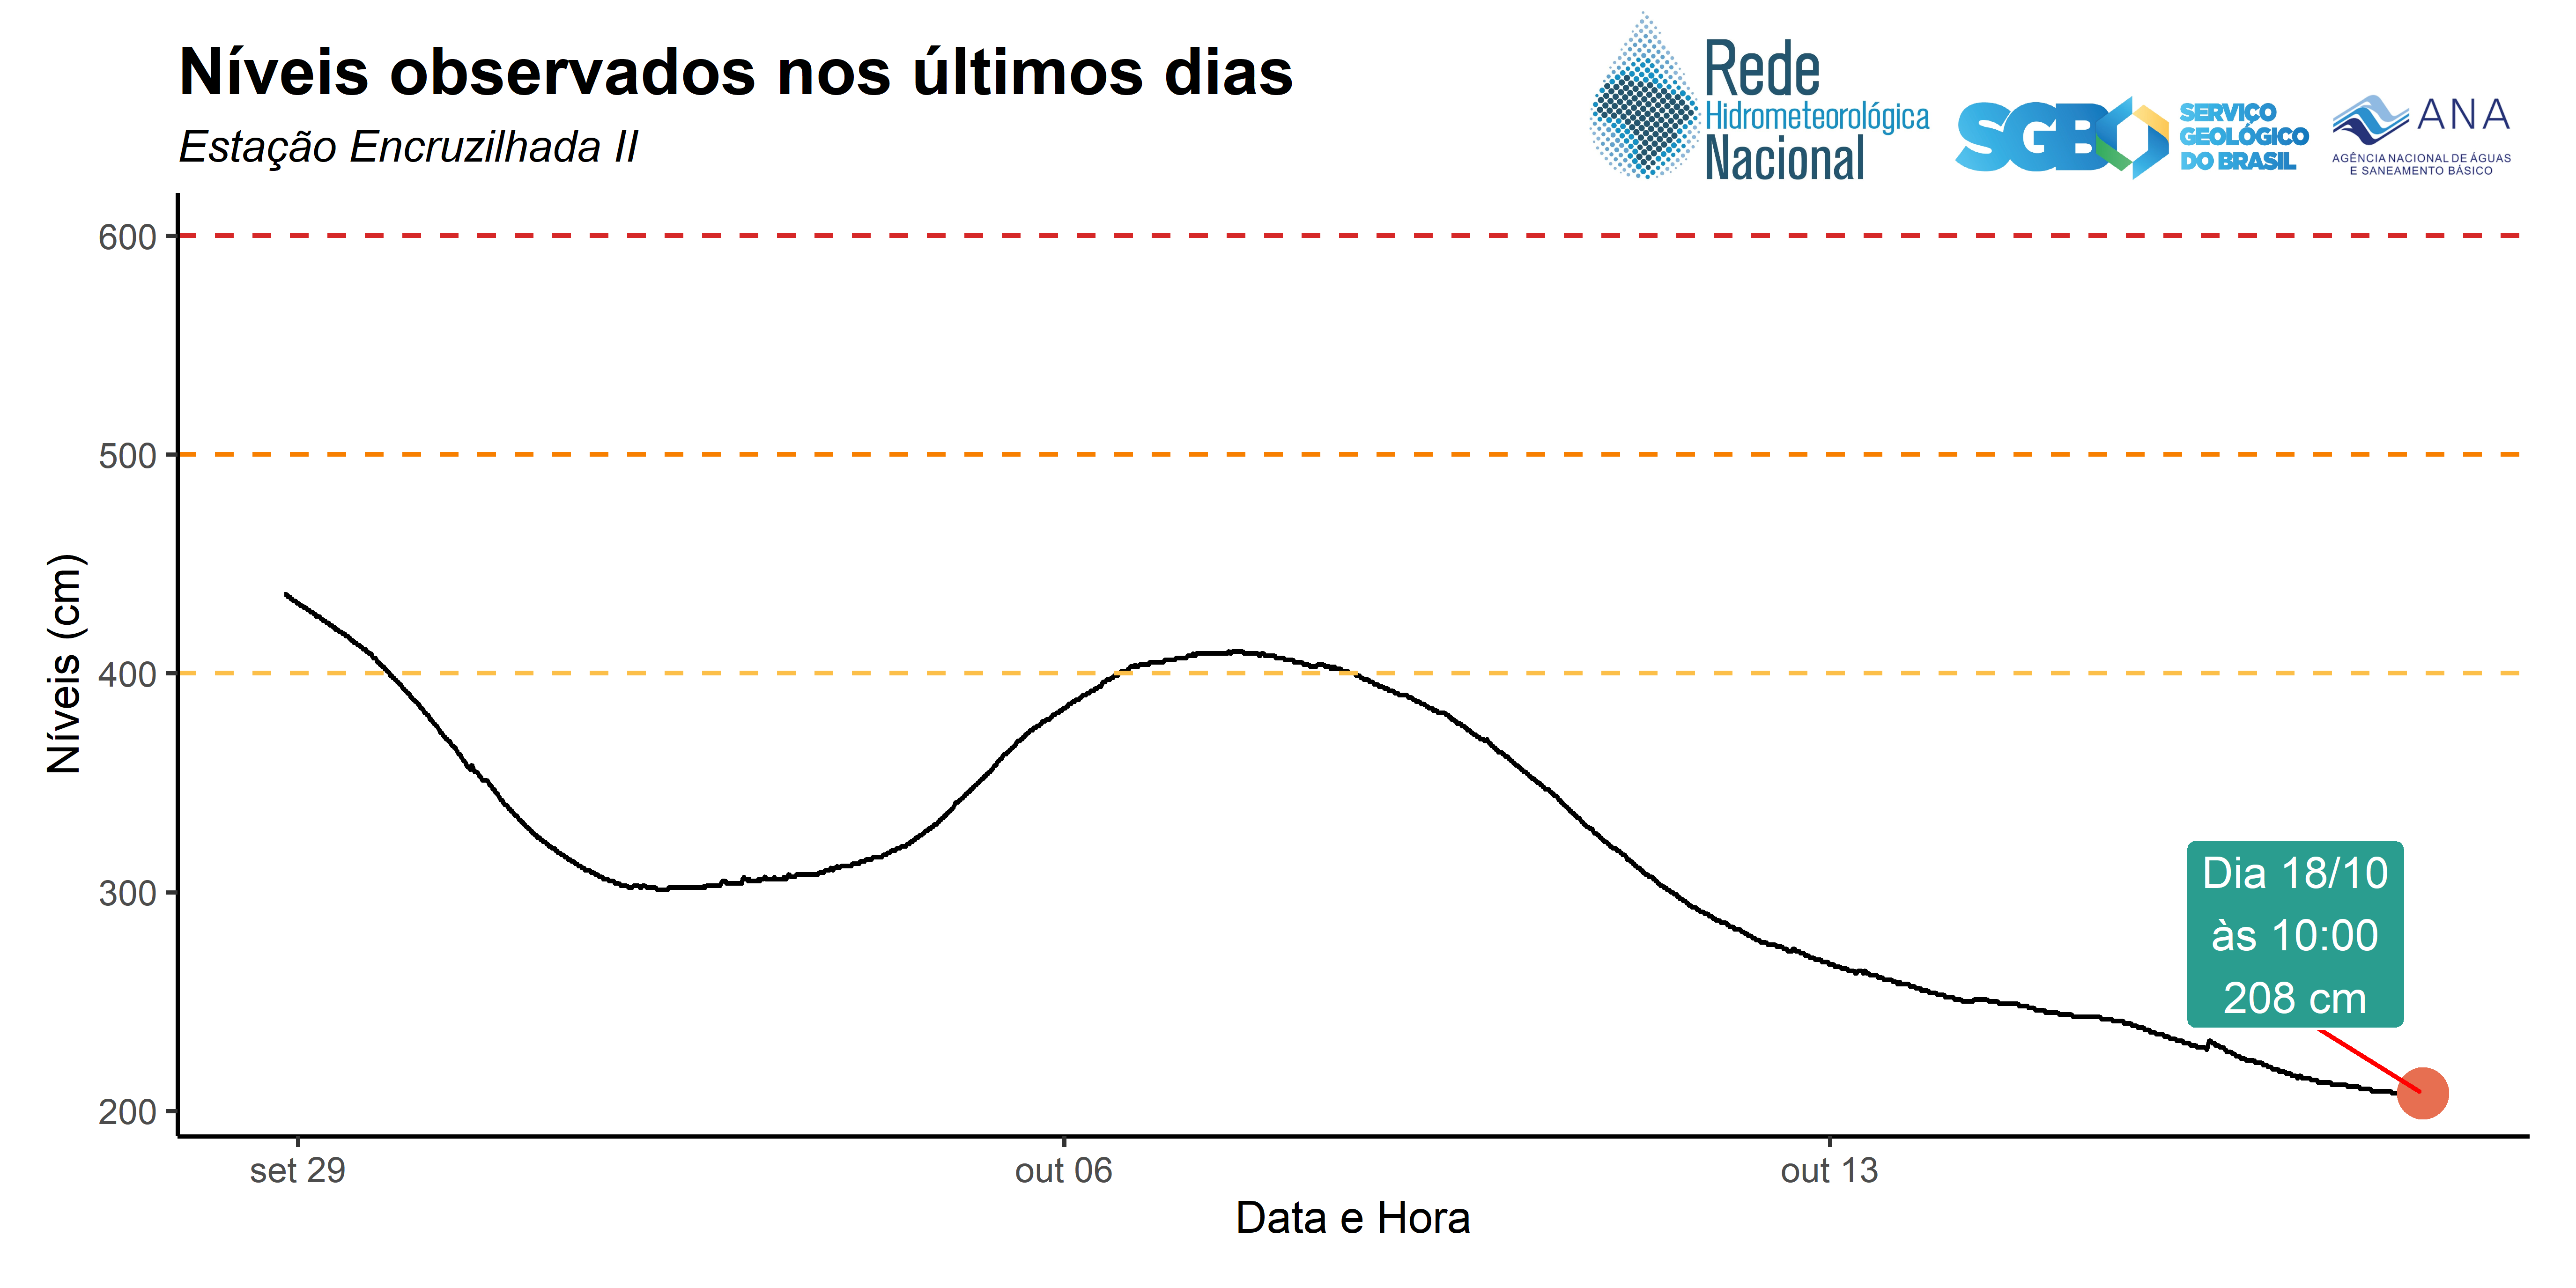 Níveis observados nos últimos dias
Estação Encruzilhada II
Rede
Hidrometeorológica
Nacional
SGB
SERVIÇO
GEOLÓGICO
DO BRASIL
ANA
AGÊNCIA NACIONAL DE ÁGUAS
E SANEAMENTO BÁSICO
Níveis (cm)
600
500
400
300
200
Dia 18/10
às 10:00
208 cm
set 29
out 06
out 13
Data e Hora